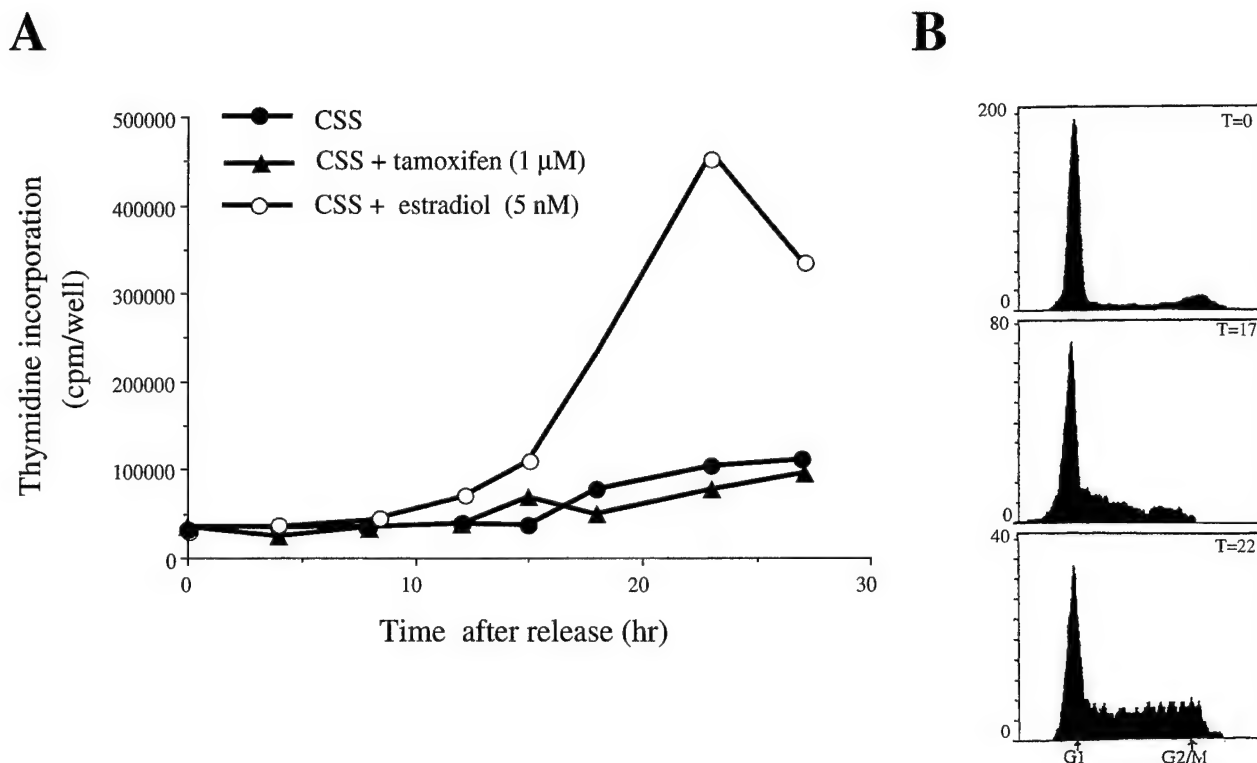 A
B
500000
400000
300000
200000
100000
0
Thymidine incorporation
(cpm/well)
CSS
CSS + tamoxifen (1 µM)
CSS + estradiol (5 nM)
0
10
20
30
Time after release (hr)
200
T=0
0
80
T=17
0
40
T=22
0
G1
G2/M